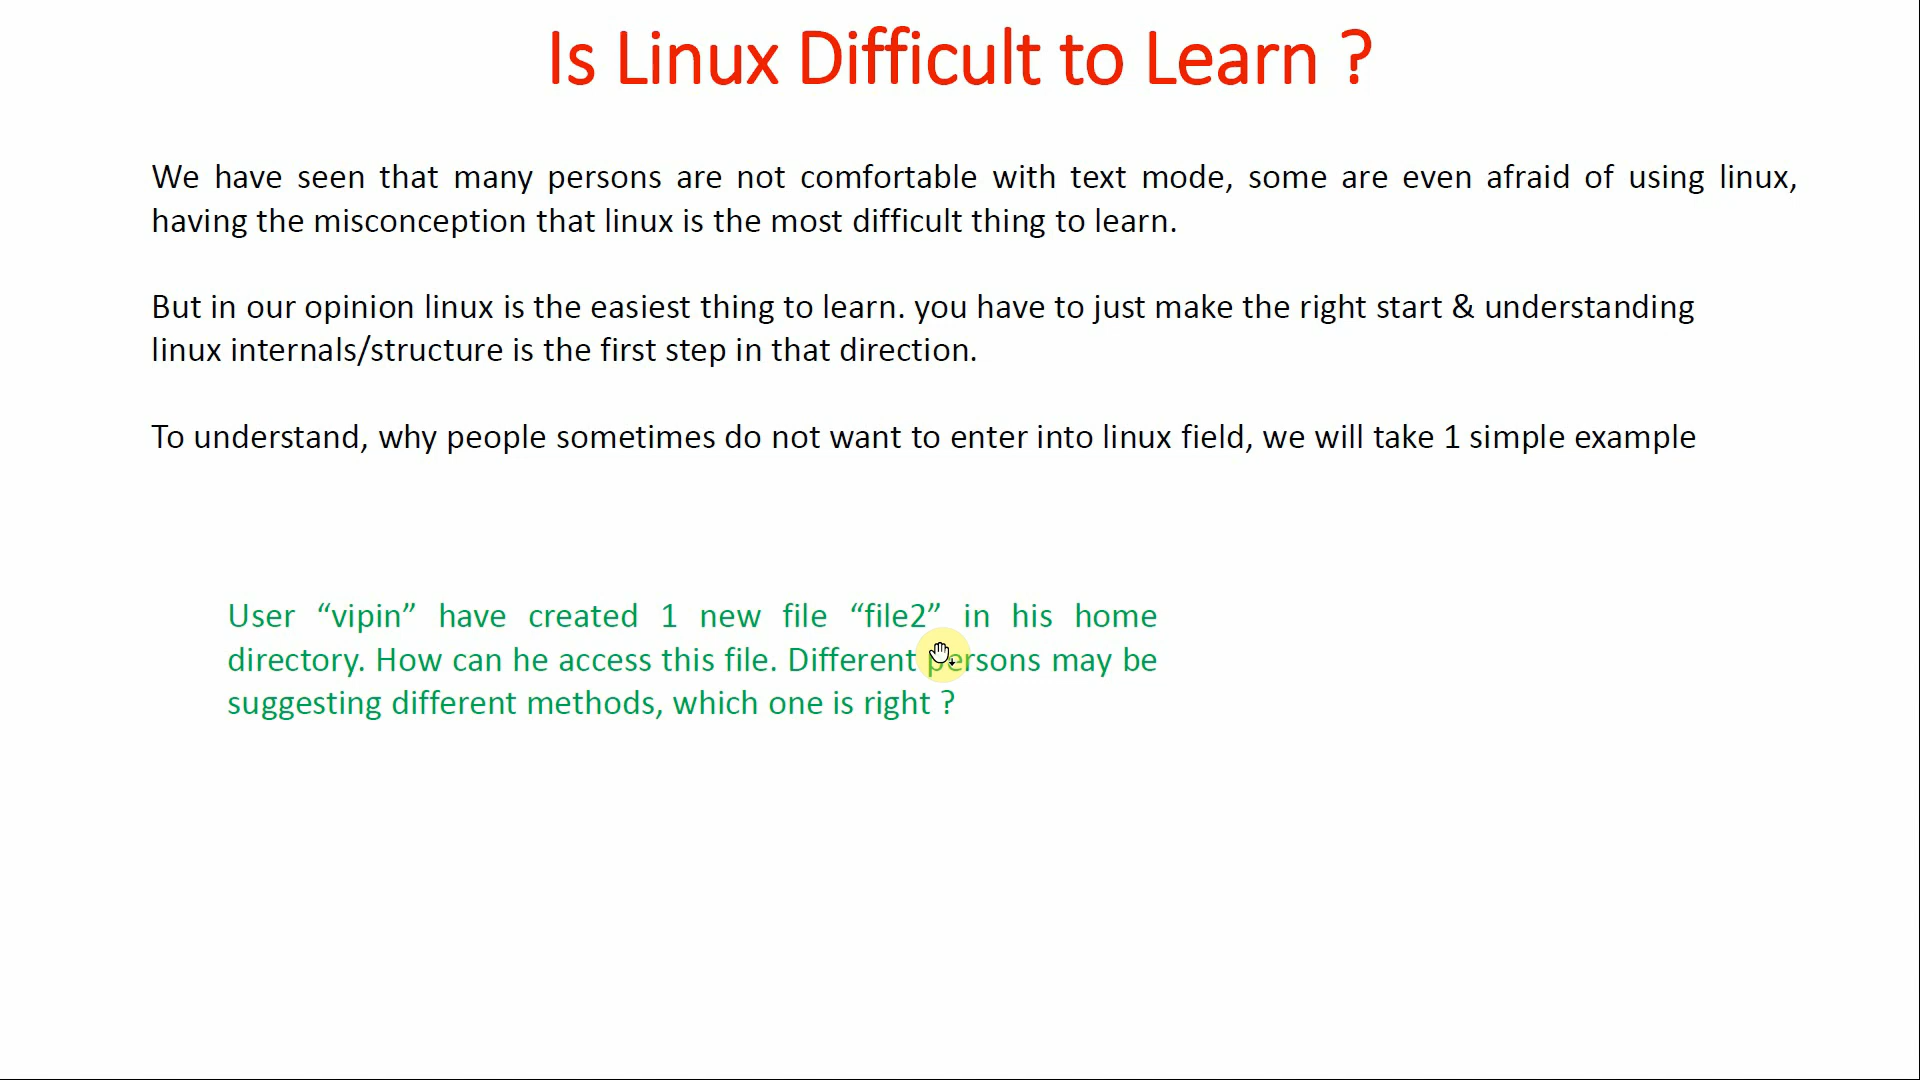 Is Linux Difficult to Learn ?
We have seen that many persons are not comfortable with text mode, some are even afraid of using linux,
having the misconception that linux is the most difficult thing to learn.
But in our opinion linux is the easiest thing to learn. you have to just make the right start & understanding
linux internals/structure is the first step in that direction.
To understand, why people sometimes do not want to enter into linux field, we will take 1 simple example
User “vipin” have created 1 new file “file2” in his home
directory. How can he access this file. Different persons may be
suggesting different methods, which one is right ?